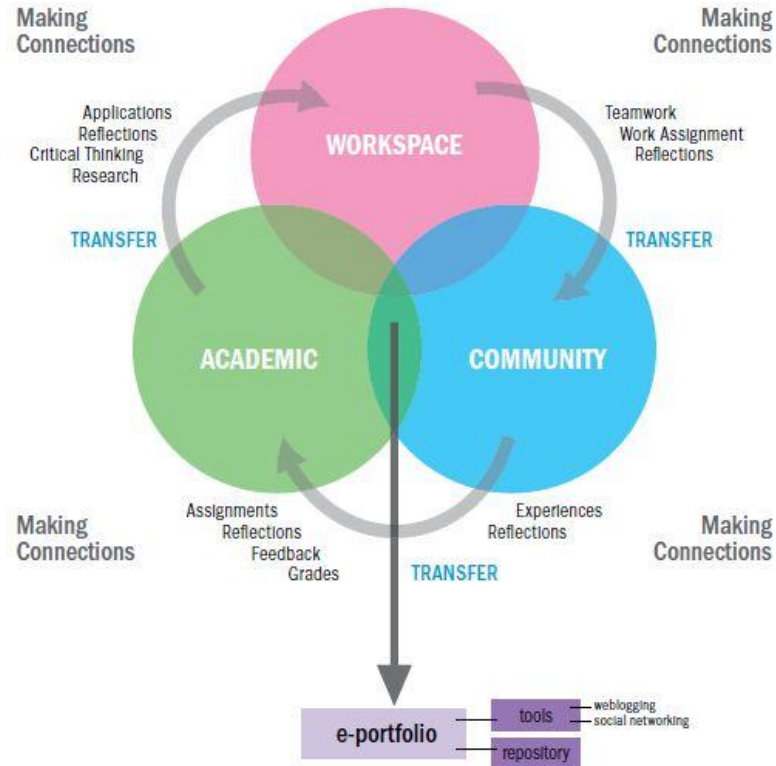 Making
Connections
Making
Connections
Applications
Reflections
Critical Thinking
Research
TRANSFER
WORKSPACE
Teamwork
Work Assignment
Reflections
TRANSFER
ACADEMIC
COMMUNITY
Making
Connections
Assignments
Reflections
Feedback
Grades
Experiences
Reflections
TRANSFER
Making
Connections
e-portfolio
tools
weblogging
social networking
repository